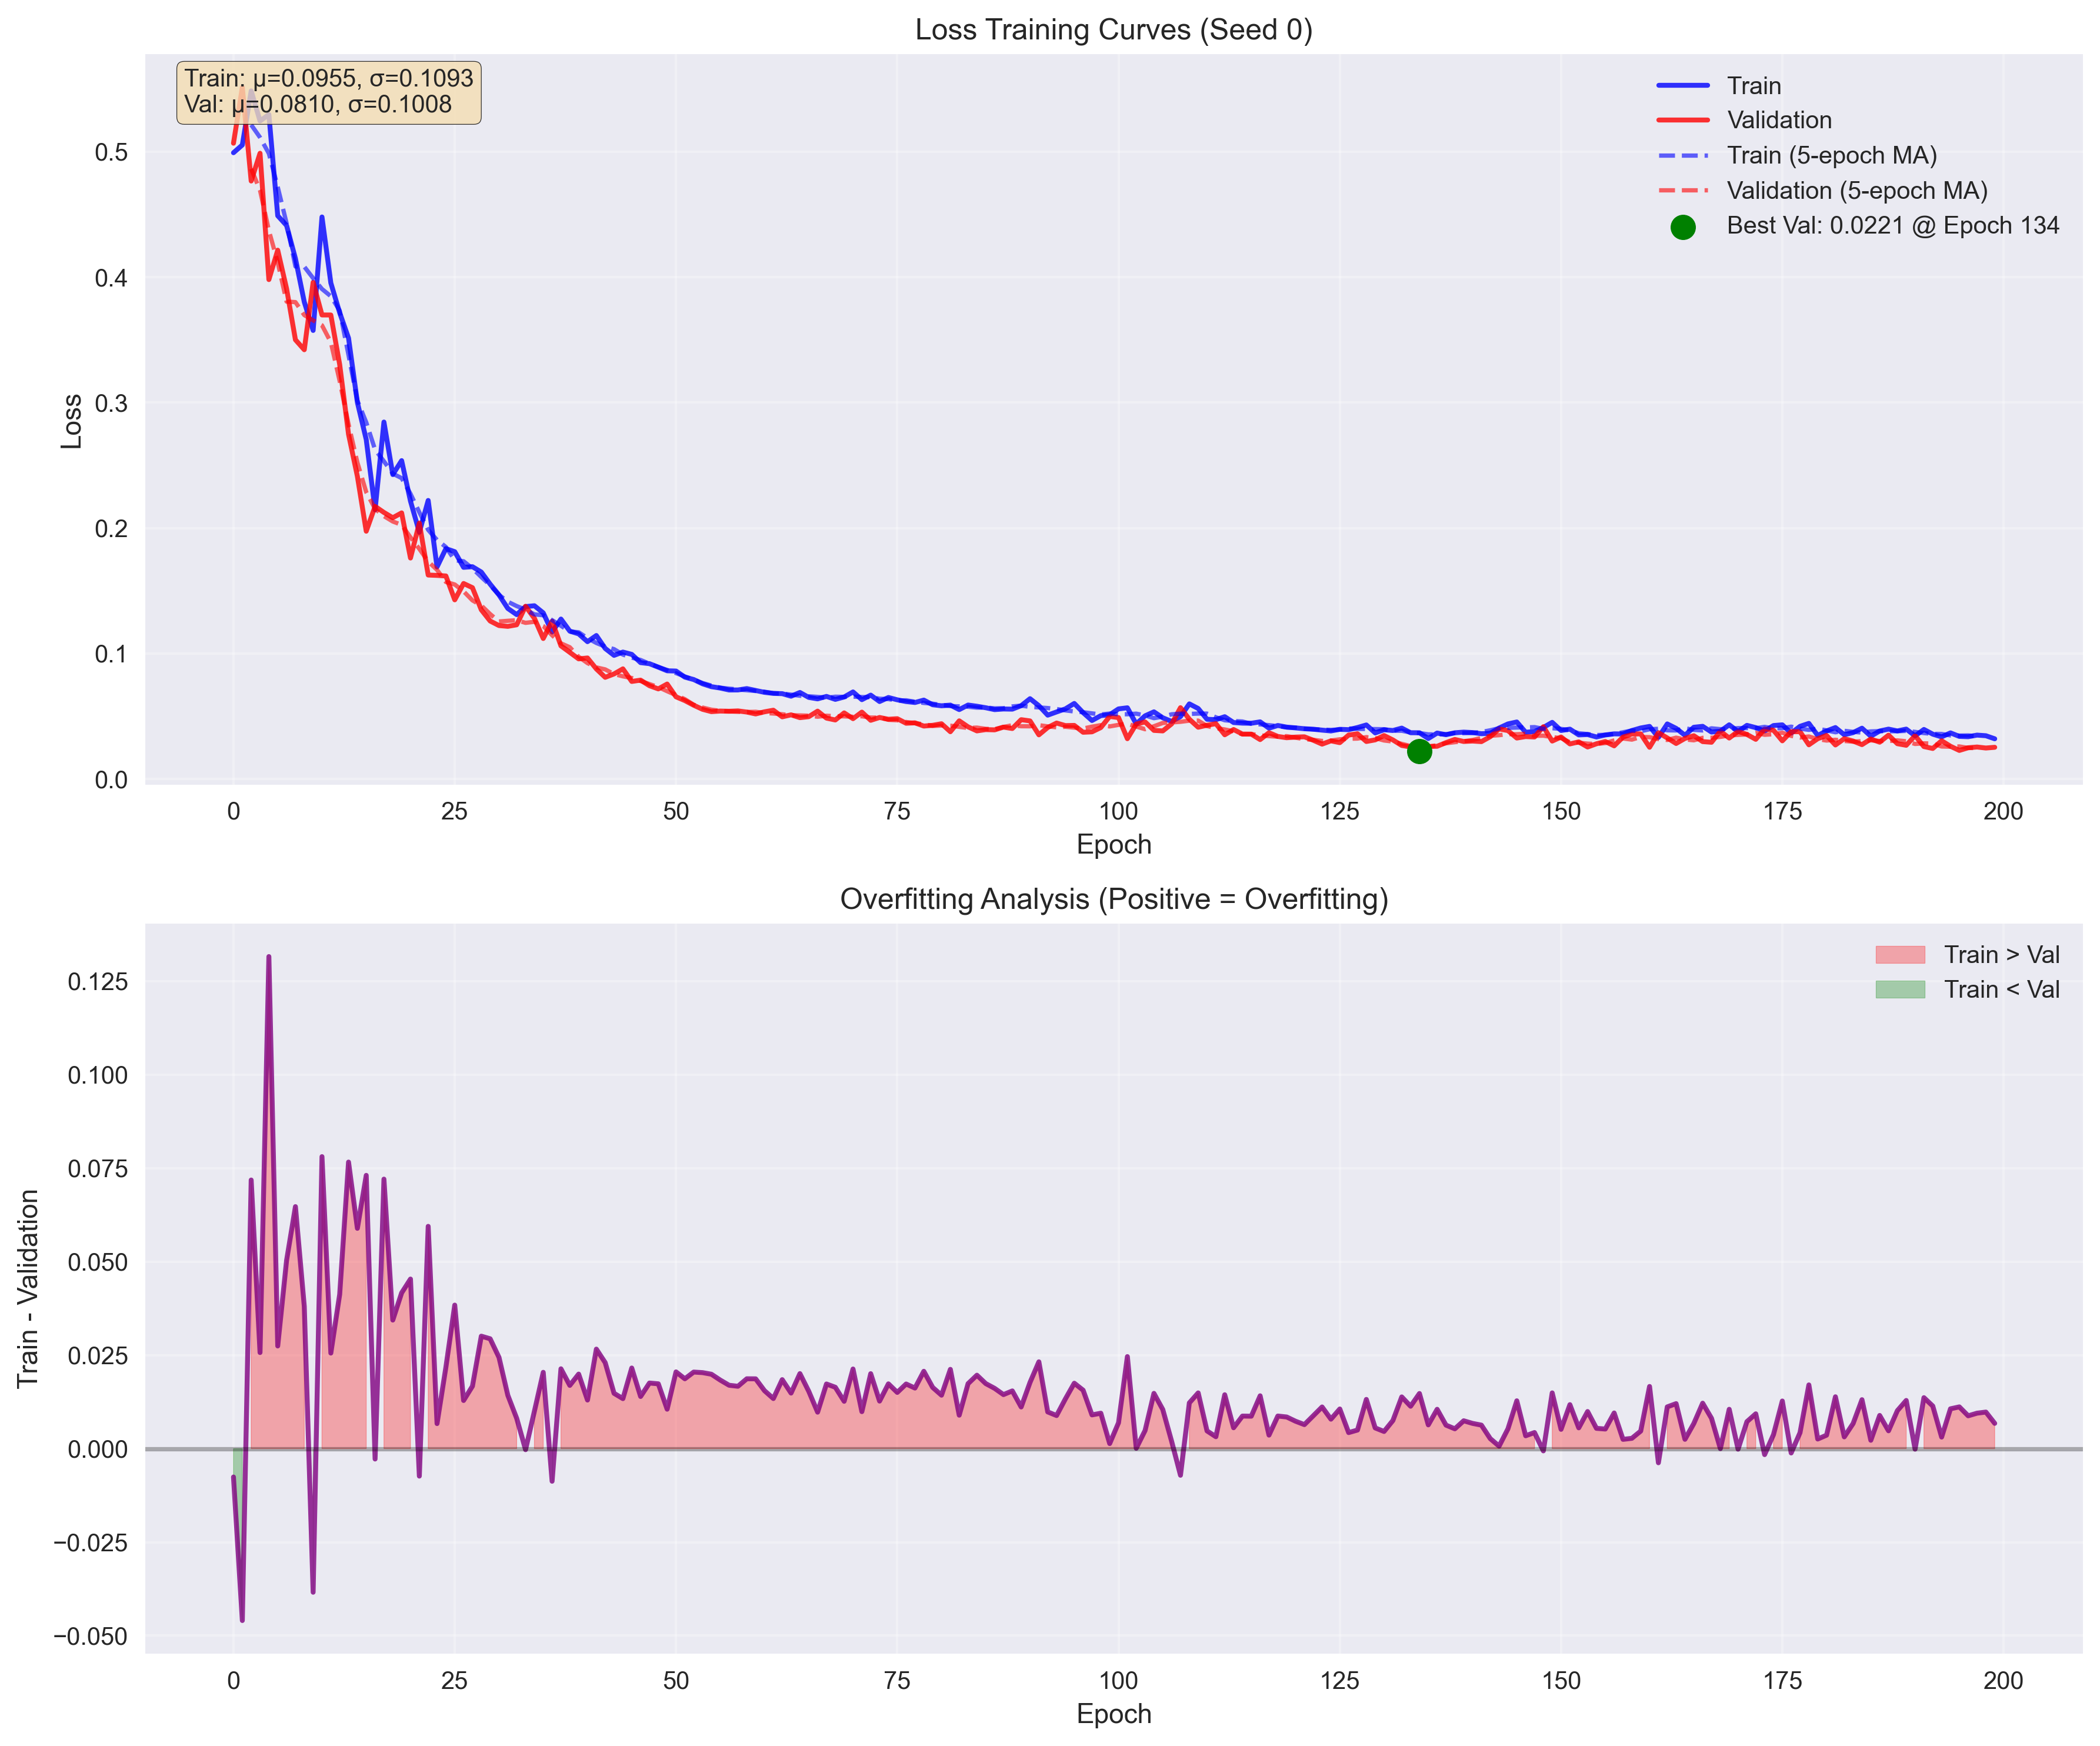 Loss Training Curves (Seed 0)
Train: μ=0.0955, σ=0.1093
Val: μ=0.0810, σ=0.1008
Train
Validation
Train (5-epoch MA)
Validation (5-epoch MA)
Best Val: 0.0221 @ Epoch 134
Loss
0.5
0.4
0.3
0.2
0.1
0.0
0 25 50 75 100 125 150 175 200
Epoch
Overfitting Analysis (Positive = Overfitting)
Train > Val
Train < Val
Train - Validation
0.125
0.100
0.075
0.050
0.025
0.000
−0.025
−0.050
0 25 50 75 100 125 150 175 200
Epoch